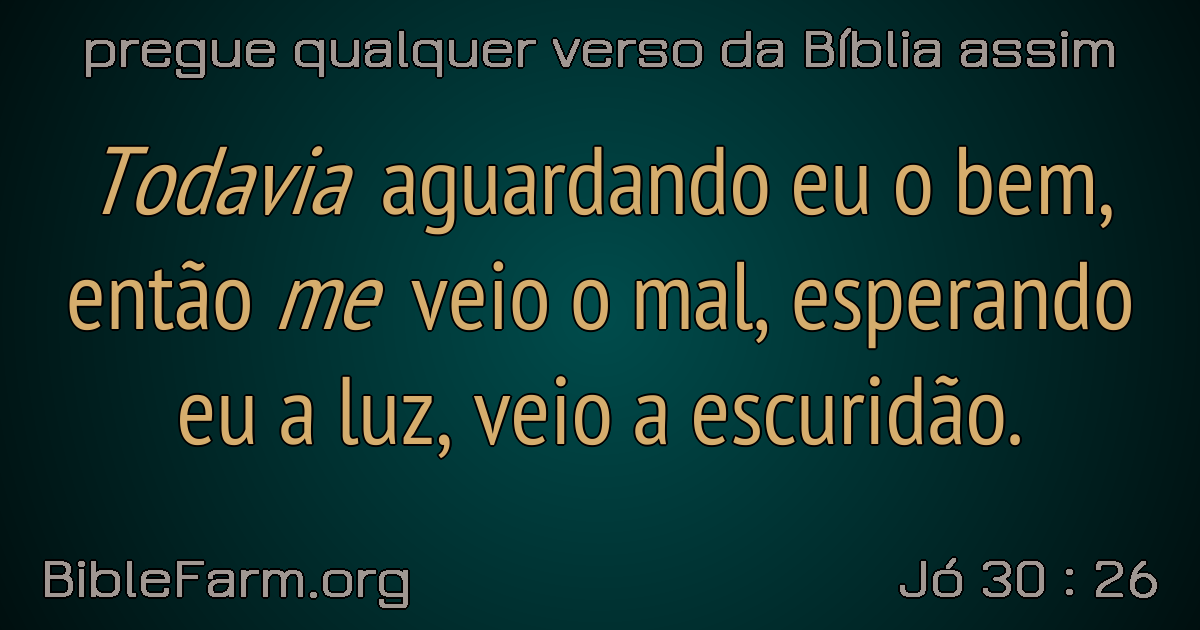 pregue qualquer verso da Bíblia assim
Todavia aguardando eu o bem,
então me veio o mal, esperando
eu a luz, veio a escuridão.
BibleFarm.org
Jó 30 : 26